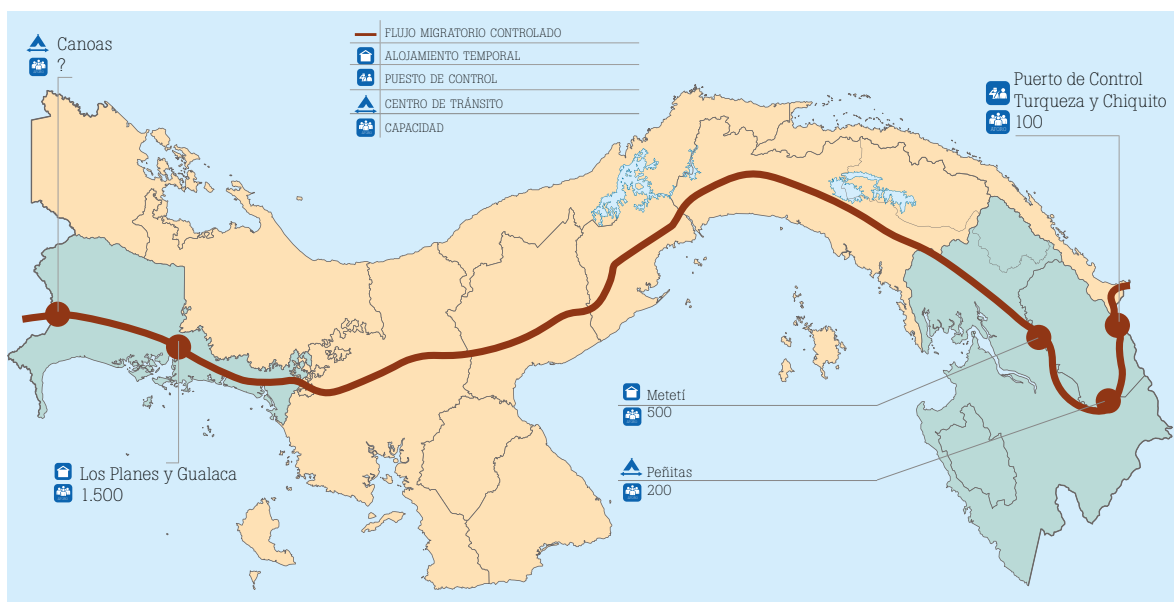 Canoas
?
FLUJO MIGRATORIO CONTROLADO
ALOJAMIENTO TEMPORAL
PUESTO DE CONTROL
CENTRO DE TRÁNSITO
CAPACIDAD
Puerto de Control
Turqueza y Chiquito
100
Metetí
500
Peñitas
200
Los Planes y Gualaca
1.500